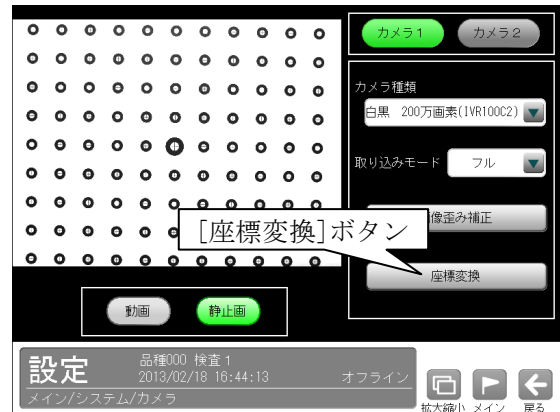 カメラ1 カメラ2
カメラ種類
白黒 200万画素(IVR100C2)
取り込みモード フル
像歪み補正
[座標変換]ボタン
座標変換
動画 静止画
設定
品種000 検査1
2013/02/18 16:44:13
オフライン
メイン/システム/カメラ
拡大縮小 メイン 戻る